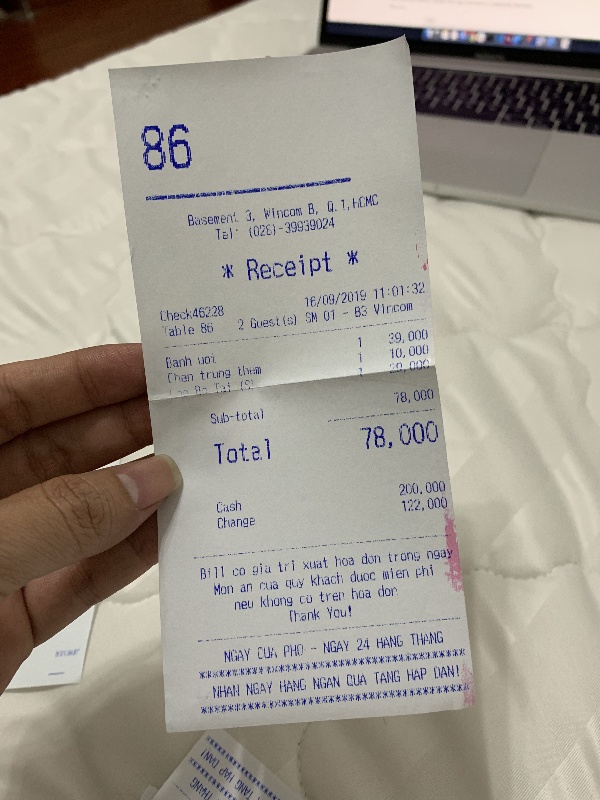 86
Basement 3, Wincom B, Q.1,HCMC
Tel: (028)-39939024
* Receipt *
Check46228 16/09/2019 11:01:32
Table 86 2 Guest(s) SM 01 - B3 Vincom
Banh uot 1 39,000
Chan trung them 1 10,000
1
Sub-total 78,000
Total 78,000
Cash 200,000
Change 122,000
Bill co gia tri xuat hoa don trong ngay
Mon an cua quy khach duoc mien phi
neu khong co tren hoa don
Thank You!
NGAY CUA PHO - NGAY 24 HANG THANG
********************************
NHAN NGAY HANG NGAN QUA TANG HAP DAN!
********************************
TANG HAP DAN!
THANG